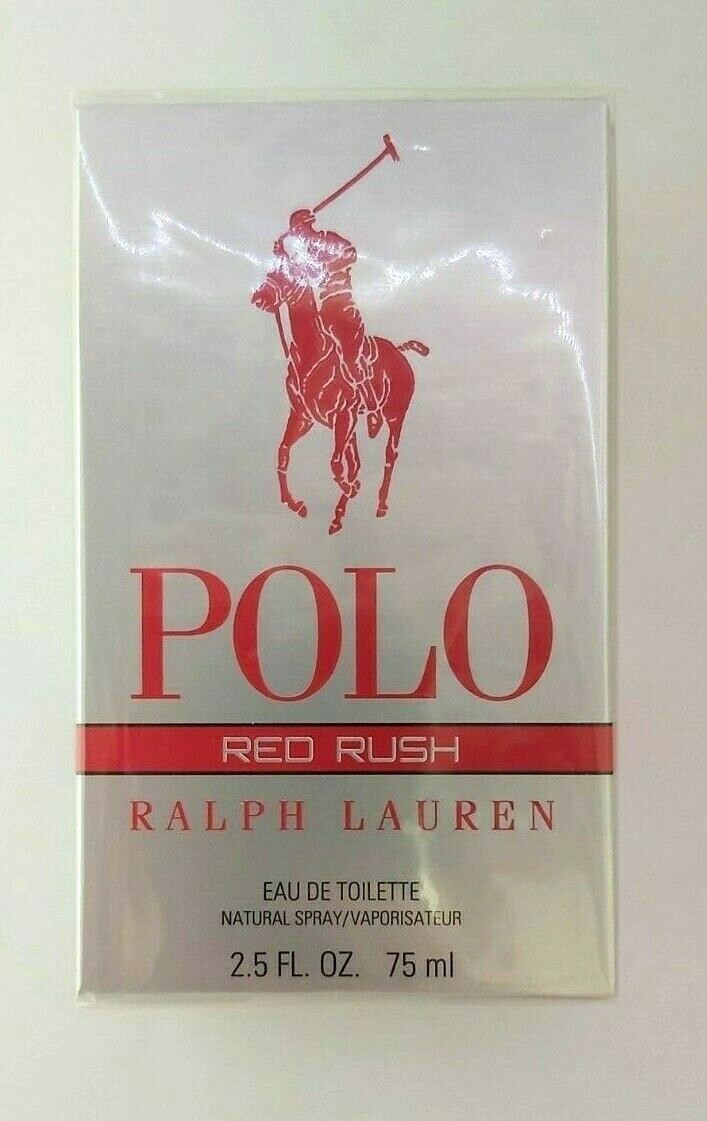 POLO
RED RUSH
RALPH LAUREN
EAU DE TOILETTE
NATURAL SPRAY/VAPORISATEUR
2.5 FL. OZ. 75 ml